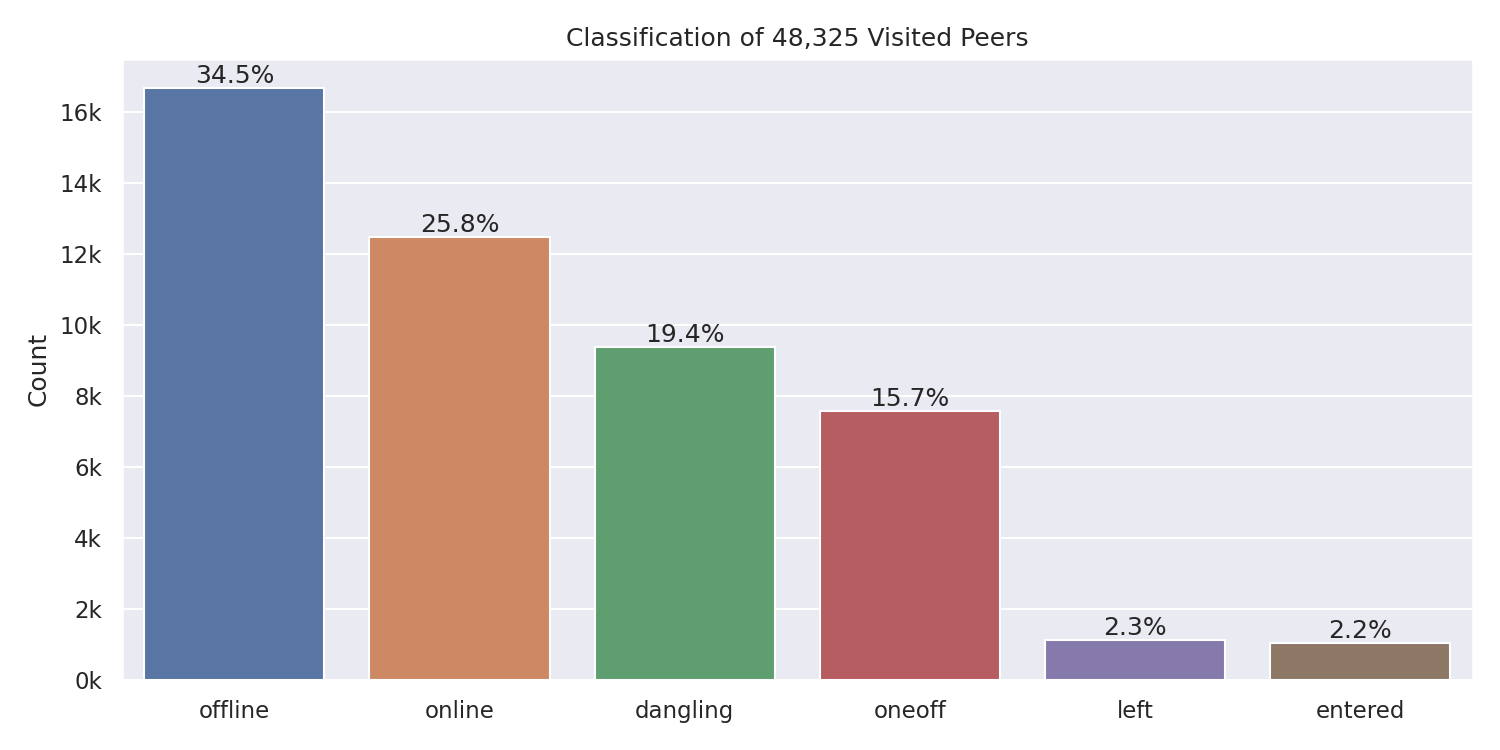 Classification of 48,325 Visited Peers
34.5%
25.8%
19.4%
15.7%
2.3%
2.2%
Count
16k
14k
12k
10k
8k
6k
4k
2k
0k
offline
online
dangling
oneoff
left
entered